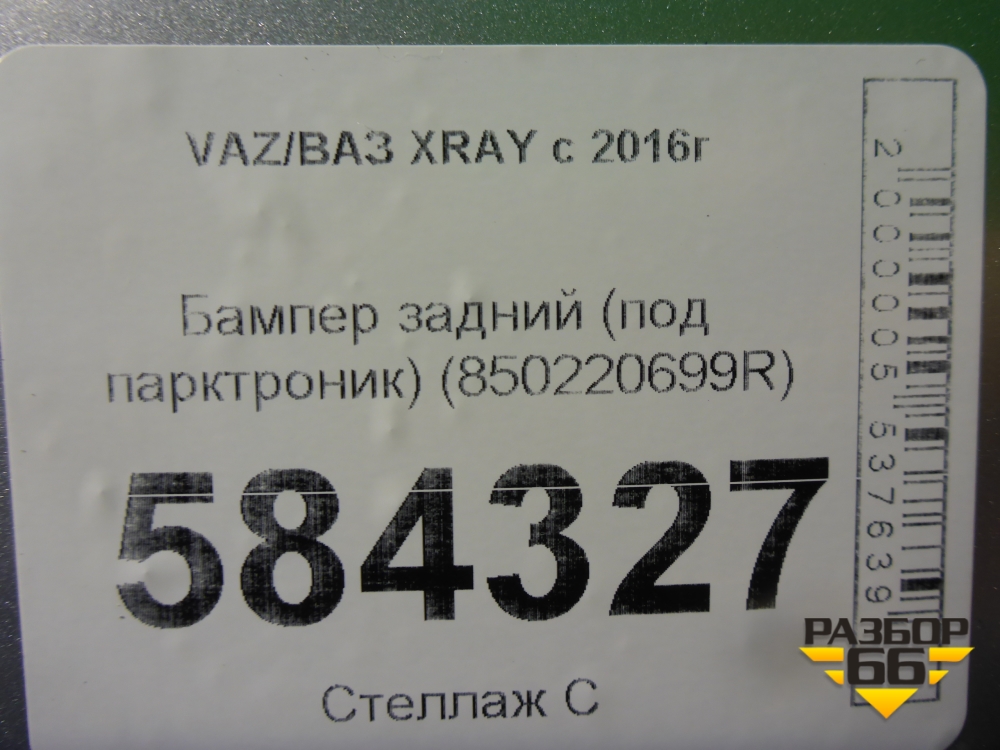 VAZ/ВАЗ XRAY с 2016г
Бампер задний (под
парктроник) (850220699R)
584327
Стеллаж С
2000005537639
РАЗБОР
66